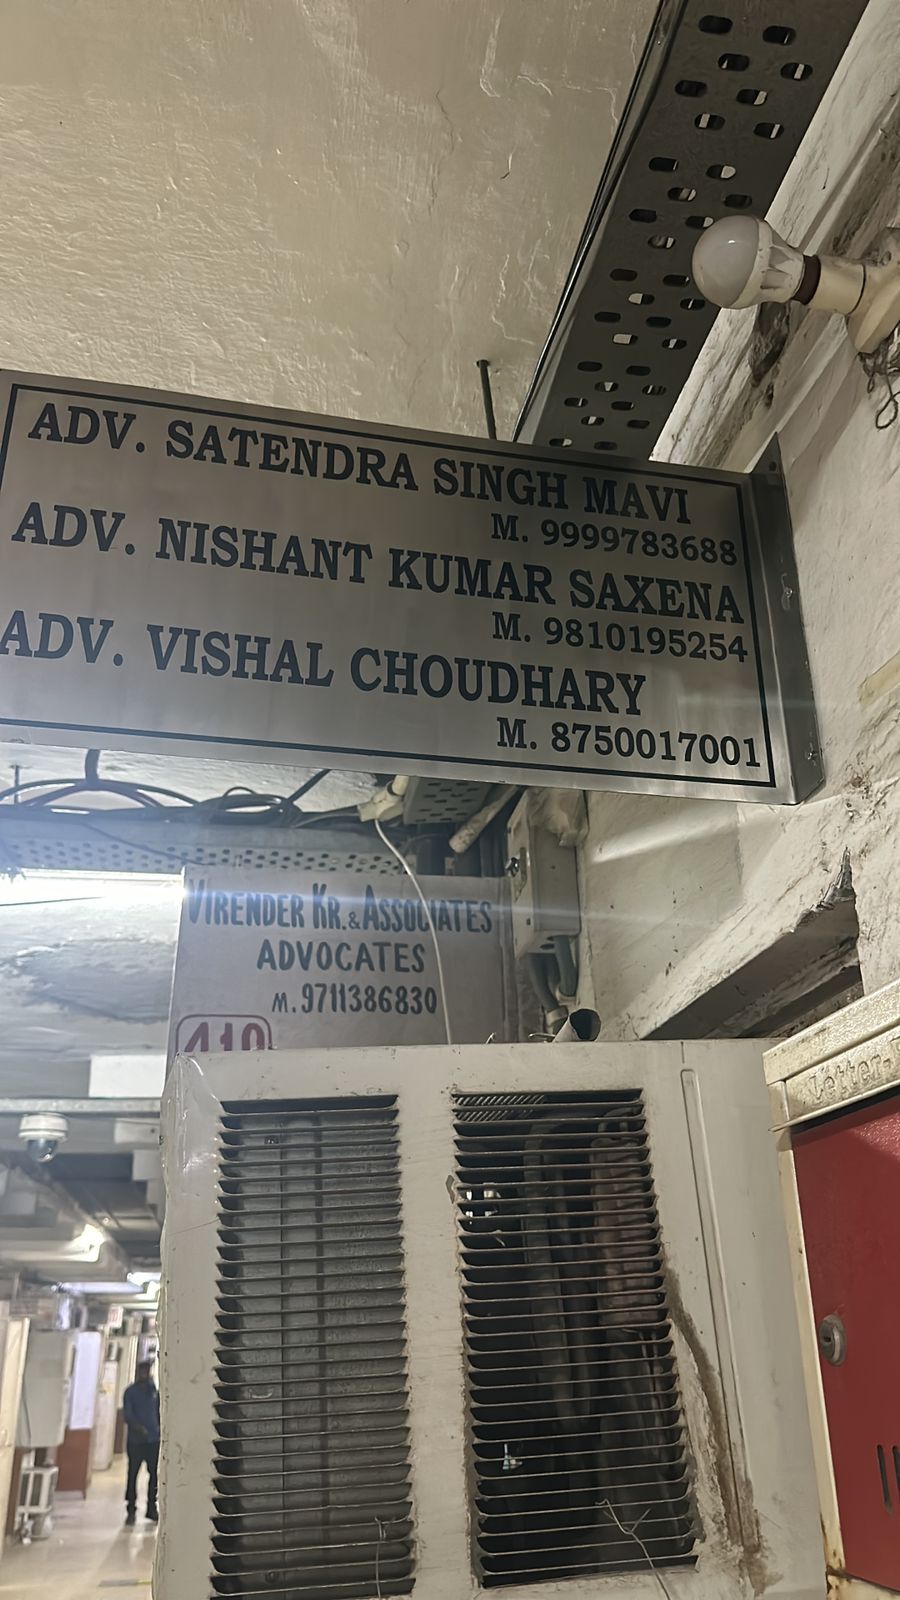 ADV. SATENDRA SINGH MAVI
M. 9999783688
ADV. NISHANT KUMAR SAXENA
M. 9810195254
ADV. VISHAL CHOUDHARY
M. 8750017001
VIRENDER KR. & ASSOCIATES
ADVOCATES
M. 9711386830